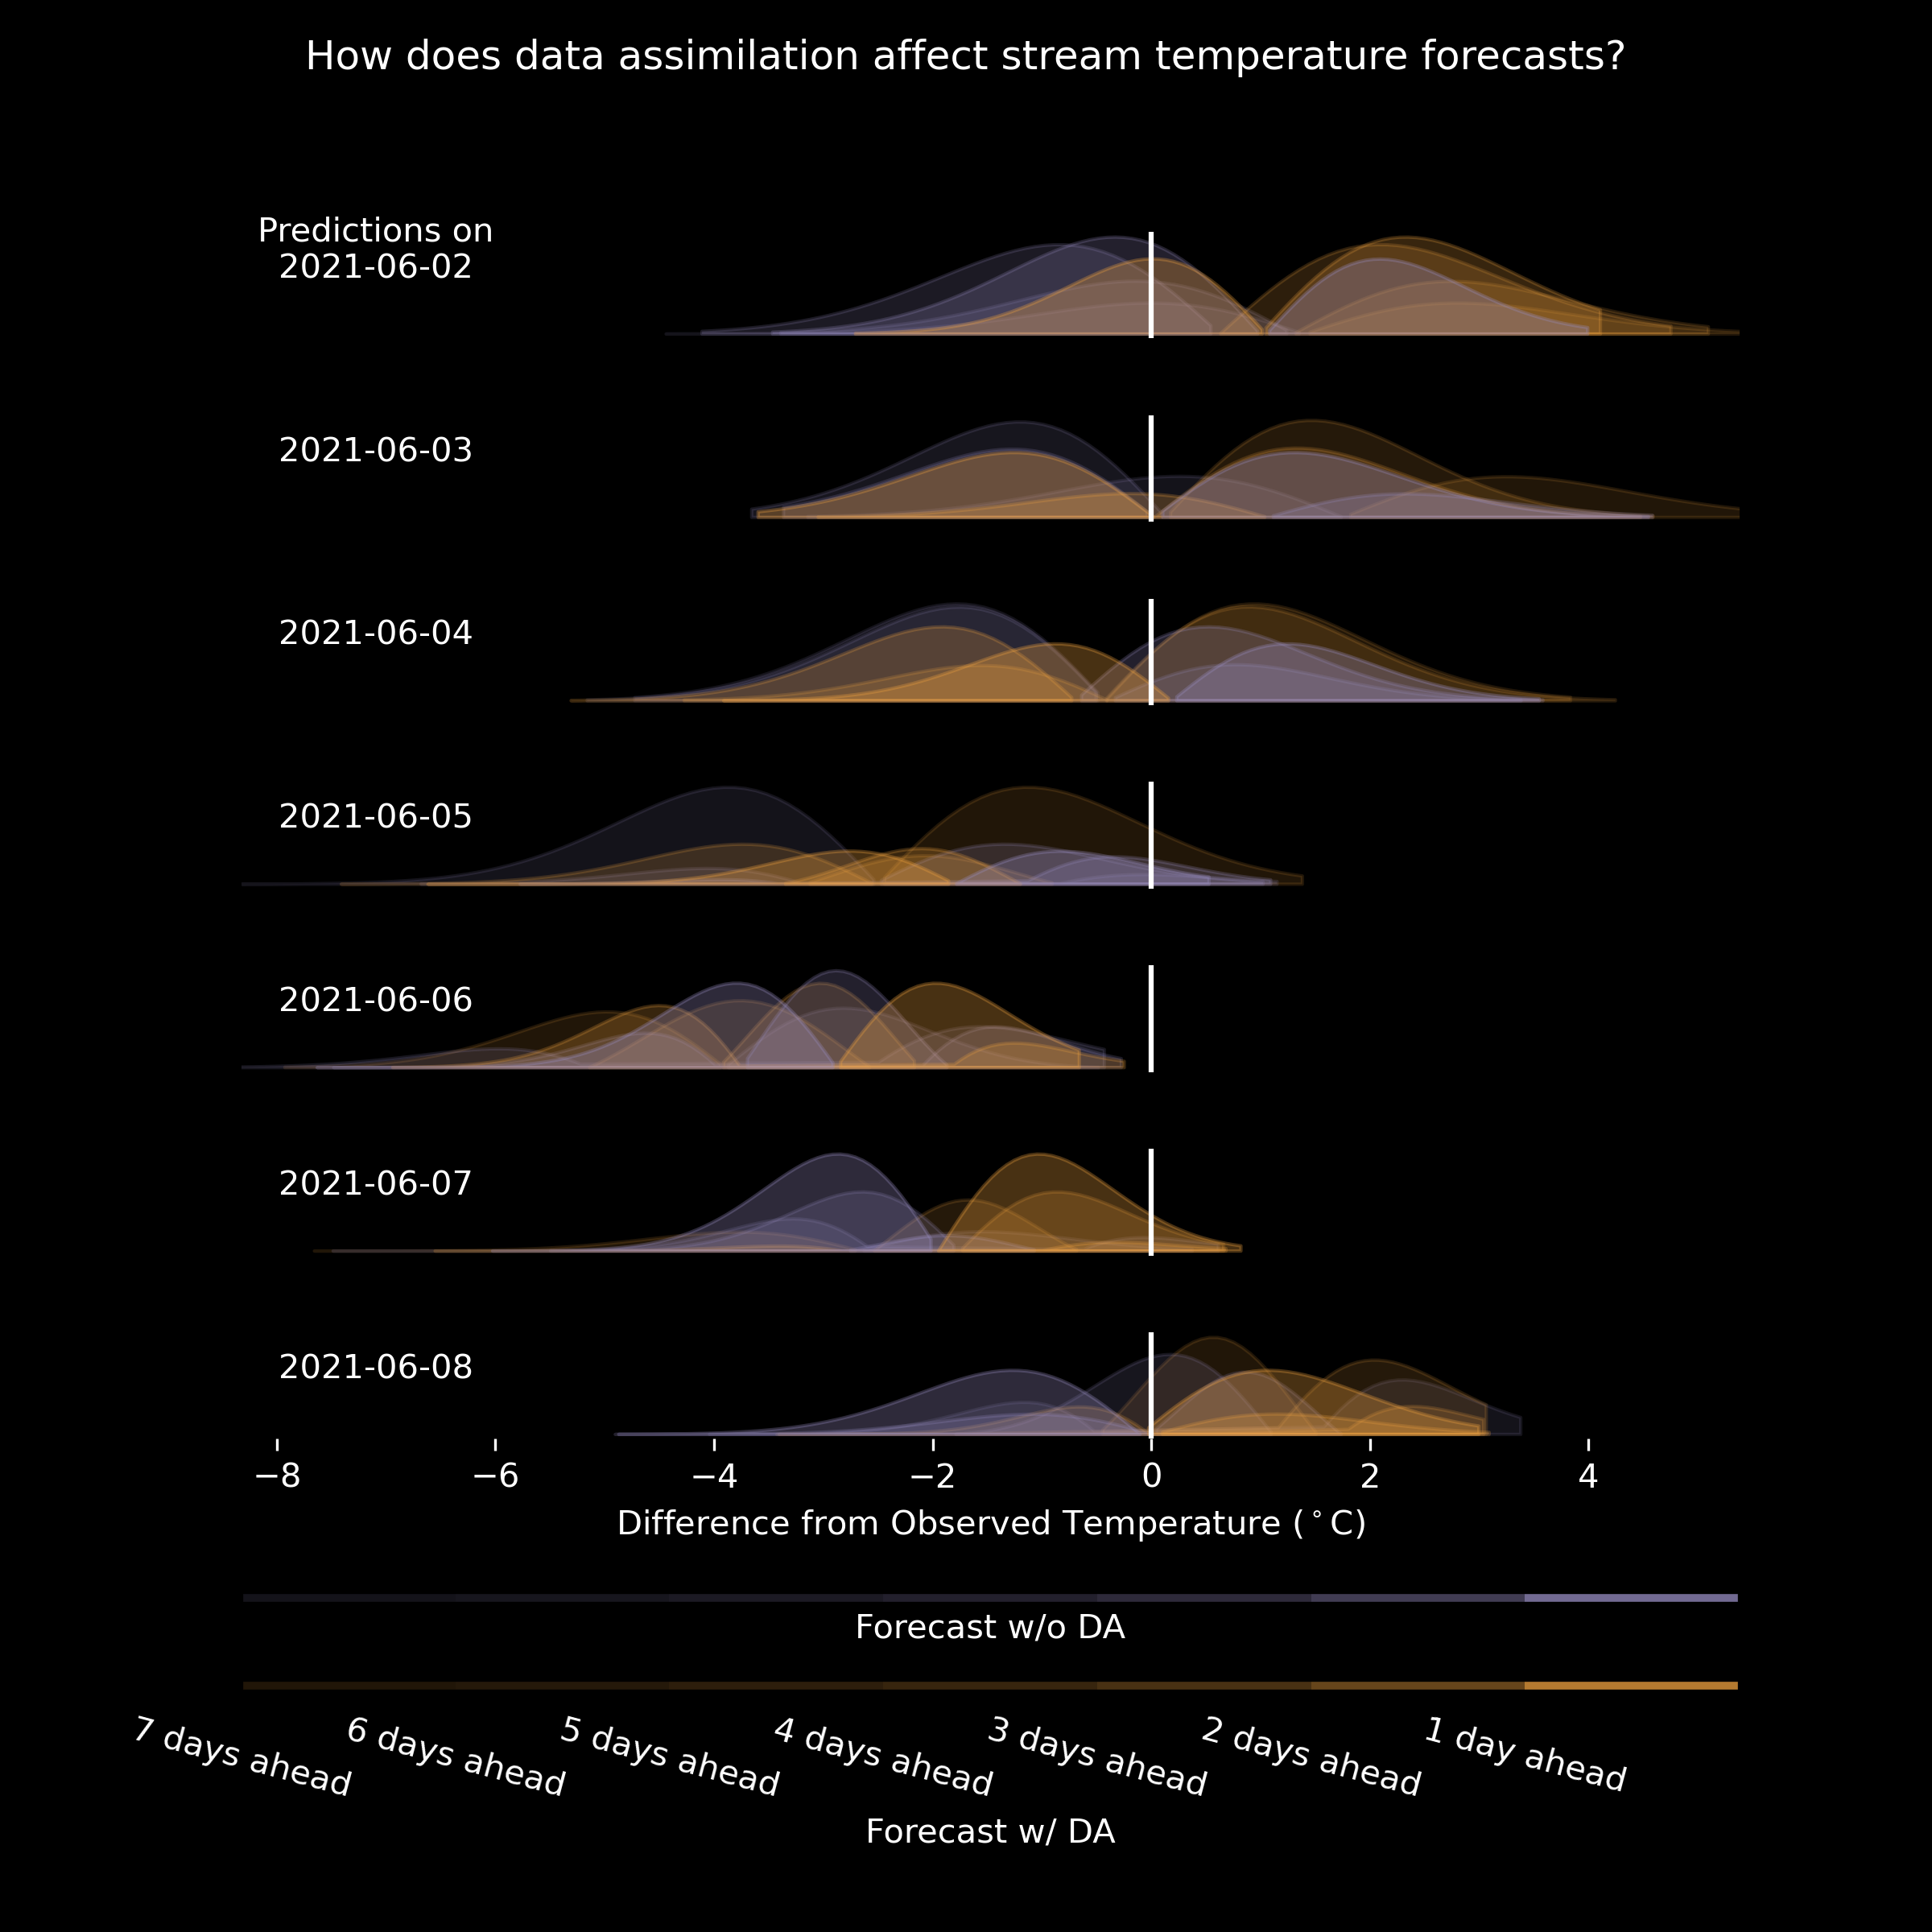 How does data assimilation affect stream temperature forecasts?
Predictions on
2021-06-02
2021-06-03
2021-06-04
2021-06-05
2021-06-06
2021-06-07
2021-06-08
−8 −6 −4 −2 0 2 4
Difference from Observed Temperature (°C)
Forecast w/o DA
7 days ahead 6 days ahead 5 days ahead 4 days ahead 3 days ahead 2 days ahead 1 day ahead
Forecast w/ DA